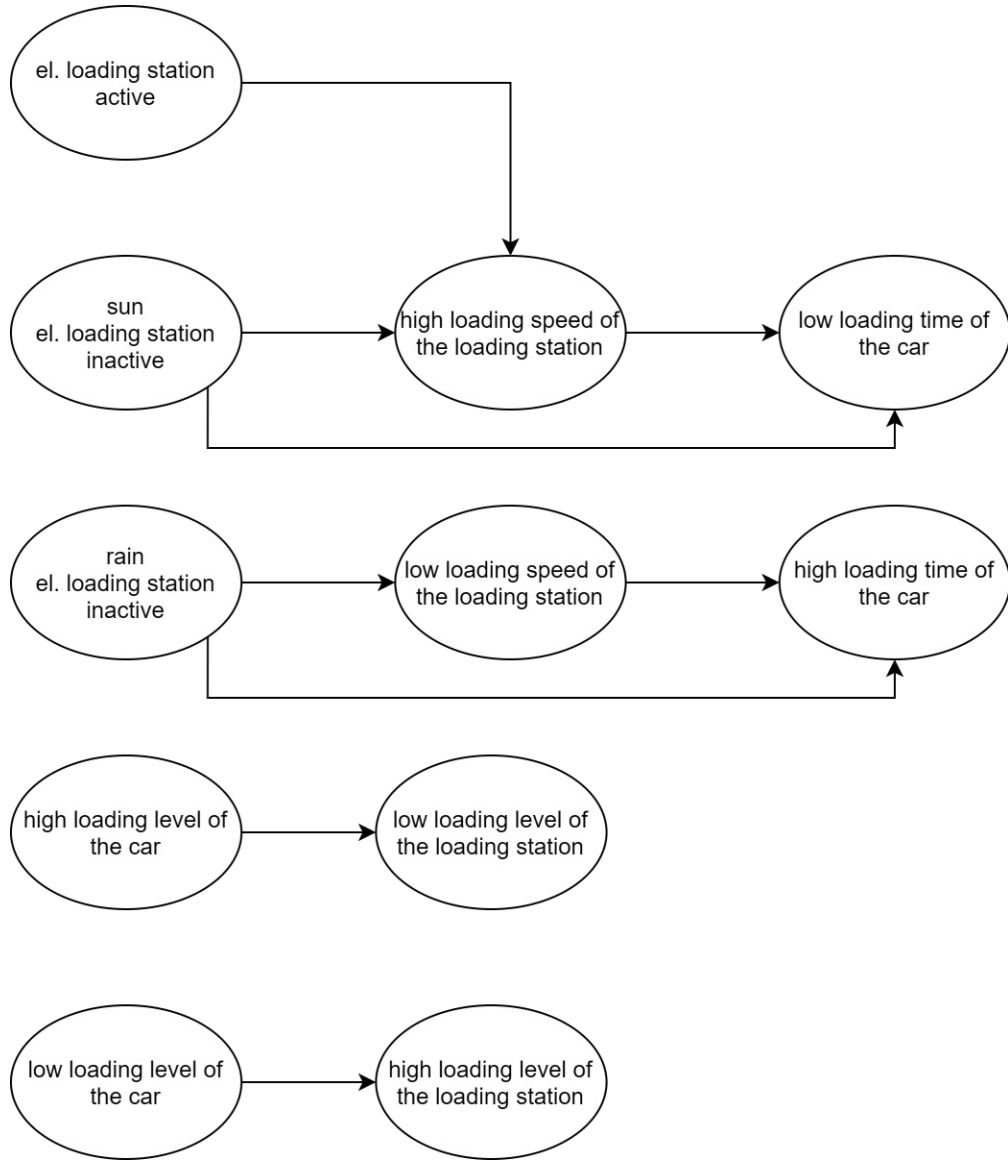 el. loading station
active
sun
el. loading station
inactive
high loading speed of
the loading station
low loading time of
the car
rain
el. loading station
inactive
low loading speed of
the loading station
high loading time of
the car
high loading level of
the car
low loading level of
the loading station
low loading level of
the car
high loading level of
the loading station